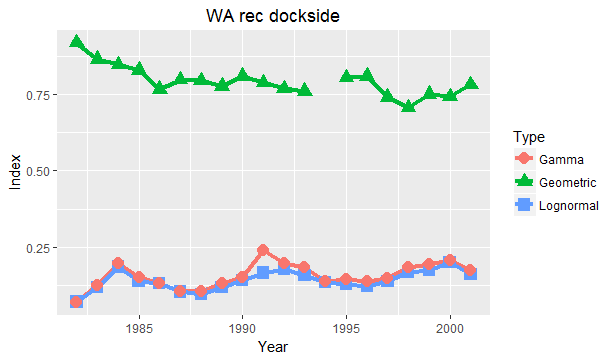 WA rec dockside
Index
0.75
0.50
0.25
1985
1990
1995
2000
Year
Type
Gamma
Geometric
Lognormal